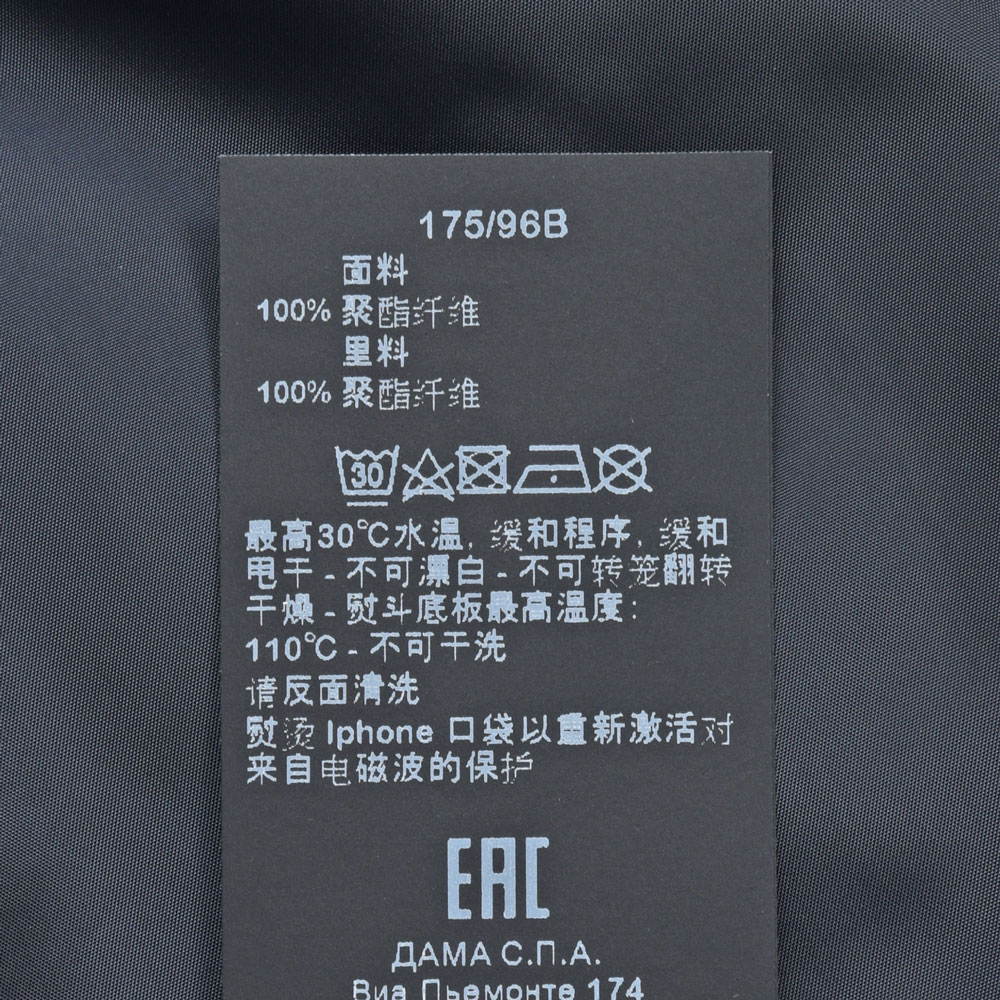 175/96B
面料
100% 聚酯纤维
里料
100% 聚酯纤维
30
最高30℃水温, 缓和程序, 缓和
甩干 - 不可漂白 - 不可转笼翻转
干燥 - 熨斗底板最高温度:
110℃ - 不可干洗
请反面清洗
熨烫 Iphone 口袋以重新激活对
来自电磁波的保护
EAC
ДАМА С.П.А.
Виа Пьемонте 174